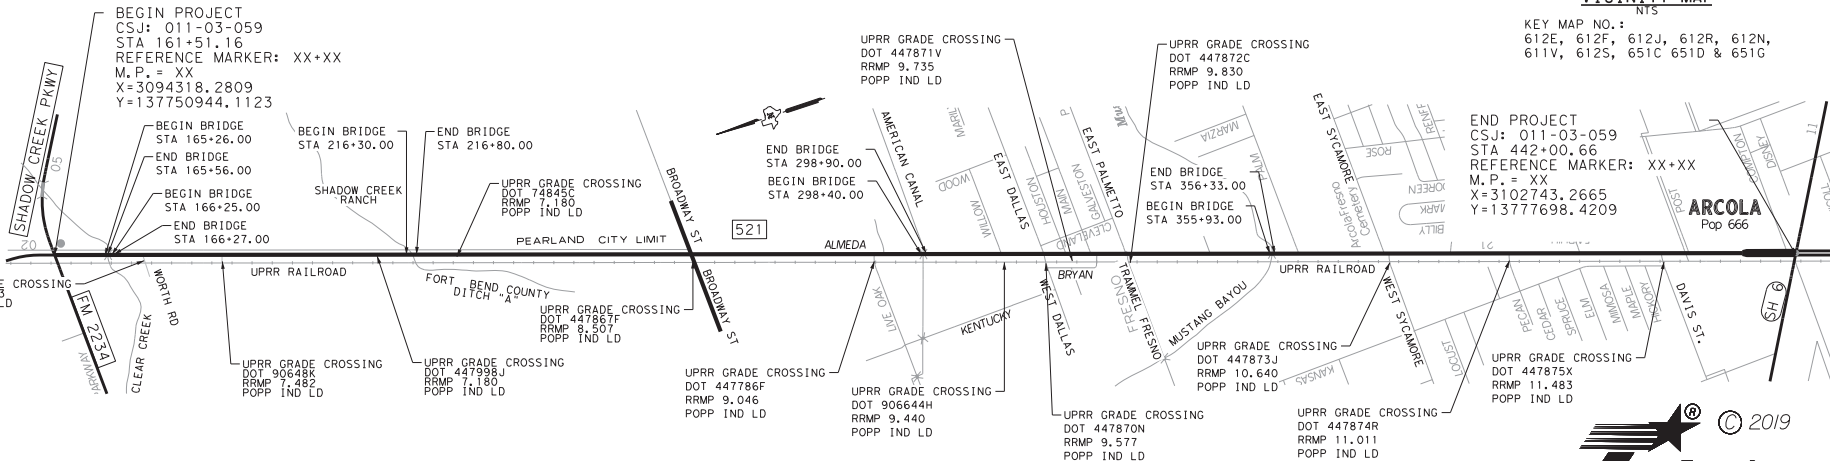 VICINITY MAP
NTS
KEY MAP NO.:
612E, 612F, 612J, 612R, 612N,
611V, 612S, 651C 651D & 651G
BEGIN PROJECT
CSJ: 011-03-059
STA 161+51.16
REFERENCE MARKER: XX+XX
M.P.= XX
X=3094318.2809
Y=137750944.1123
SHADOW CREEK PKWY
05
02
BEGIN BRIDGE
STA 165+26.00
END BRIDGE
STA 165+56.00
BEGIN BRIDGE
STA 166+25.00
END BRIDGE
STA 166+27.00
BEGIN BRIDGE
STA 216+30.00
END BRIDGE
STA 216+80.00
SHADOW CREEK
RANCH
UPRR GRADE CROSSING
DOT 74845C
RRMP 7.180
POPP IND LD
PEARLAND CITY LIMIT
BROADWAY ST
521
END BRIDGE
STA 298+90.00
BEGIN BRIDGE
STA 298+40.00
ALMEDA
AMERICAN CANAL
UPRR GRADE CROSSING
DOT 447871V
RRMP 9.735
POPP IND LD
WOOD
WILLOW
EAST DALLAS
HOUSTON
MAIN
GALVESTON
CLEVELAND
P
EAST PALMETTO
UPRR GRADE CROSSING
DOT 447872C
RRMP 9.830
POPP IND LD
MARZIA
PALM
END BRIDGE
STA 356+33.00
BEGIN BRIDGE
STA 355+93.00
EAST SYCAMORE
ROSE
ArcolaFresno
Cemetery
DOREEN
MARK
BILLY
21
END PROJECT
CSJ: 011-03-059
STA 442+00.66
REFERENCE MARKER: XX+XX
M.P.= XX
X=3102743.2665
Y=13777698.4209
POST
COMPTON
DISNEY
11
ARCOLA
Pop 666
E CROSSING
LD
FM 2234
ARKWAY
CLEAR CREEK
WORTH RD
UPRR RAILROAD
UPRR GRADE CROSSING
DOT 90648K
RRMP 7.482
POPP IND LD
UPRR GRADE CROSSING
DOT 447998J
RRMP 7.180
POPP IND LD
FORT BEND COUNTY
DITCH "A"
UPRR GRADE CROSSING
DOT 447867F
RRMP 8.507
POPP IND LD
BROADWAY ST
UPRR GRADE CROSSING
DOT 447786F
RRMP 9.046
POPP IND LD
LIVE OAK
UPRR GRADE CROSSING
DOT 906644H
RRMP 9.440
POPP IND LD
KENTUCKY
WEST DALLAS
BRYAN
UPRR GRADE CROSSING
DOT 447870N
RRMP 9.577
POPP IND LD
FRESNO
TRAMMEL FRESNO
MUSTANG BAYOU
UPRR RAILROAD
UPRR GRADE CROSSING
DOT 447873J
RRMP 10.640
POPP IND LD
KANSAS
WEST SYCAMORE
UPRR GRADE CROSSING
DOT 447874R
RRMP 11.011
POPP IND LD
LOCUST
PECAN
CEDAR
SPRUCE
ELM
MIMOSA
MAPLE
HICKORY
DAVIS ST.
UPRR GRADE CROSSING
DOT 447875X
RRMP 11.483
POPP IND LD
SH 6
® © 2019